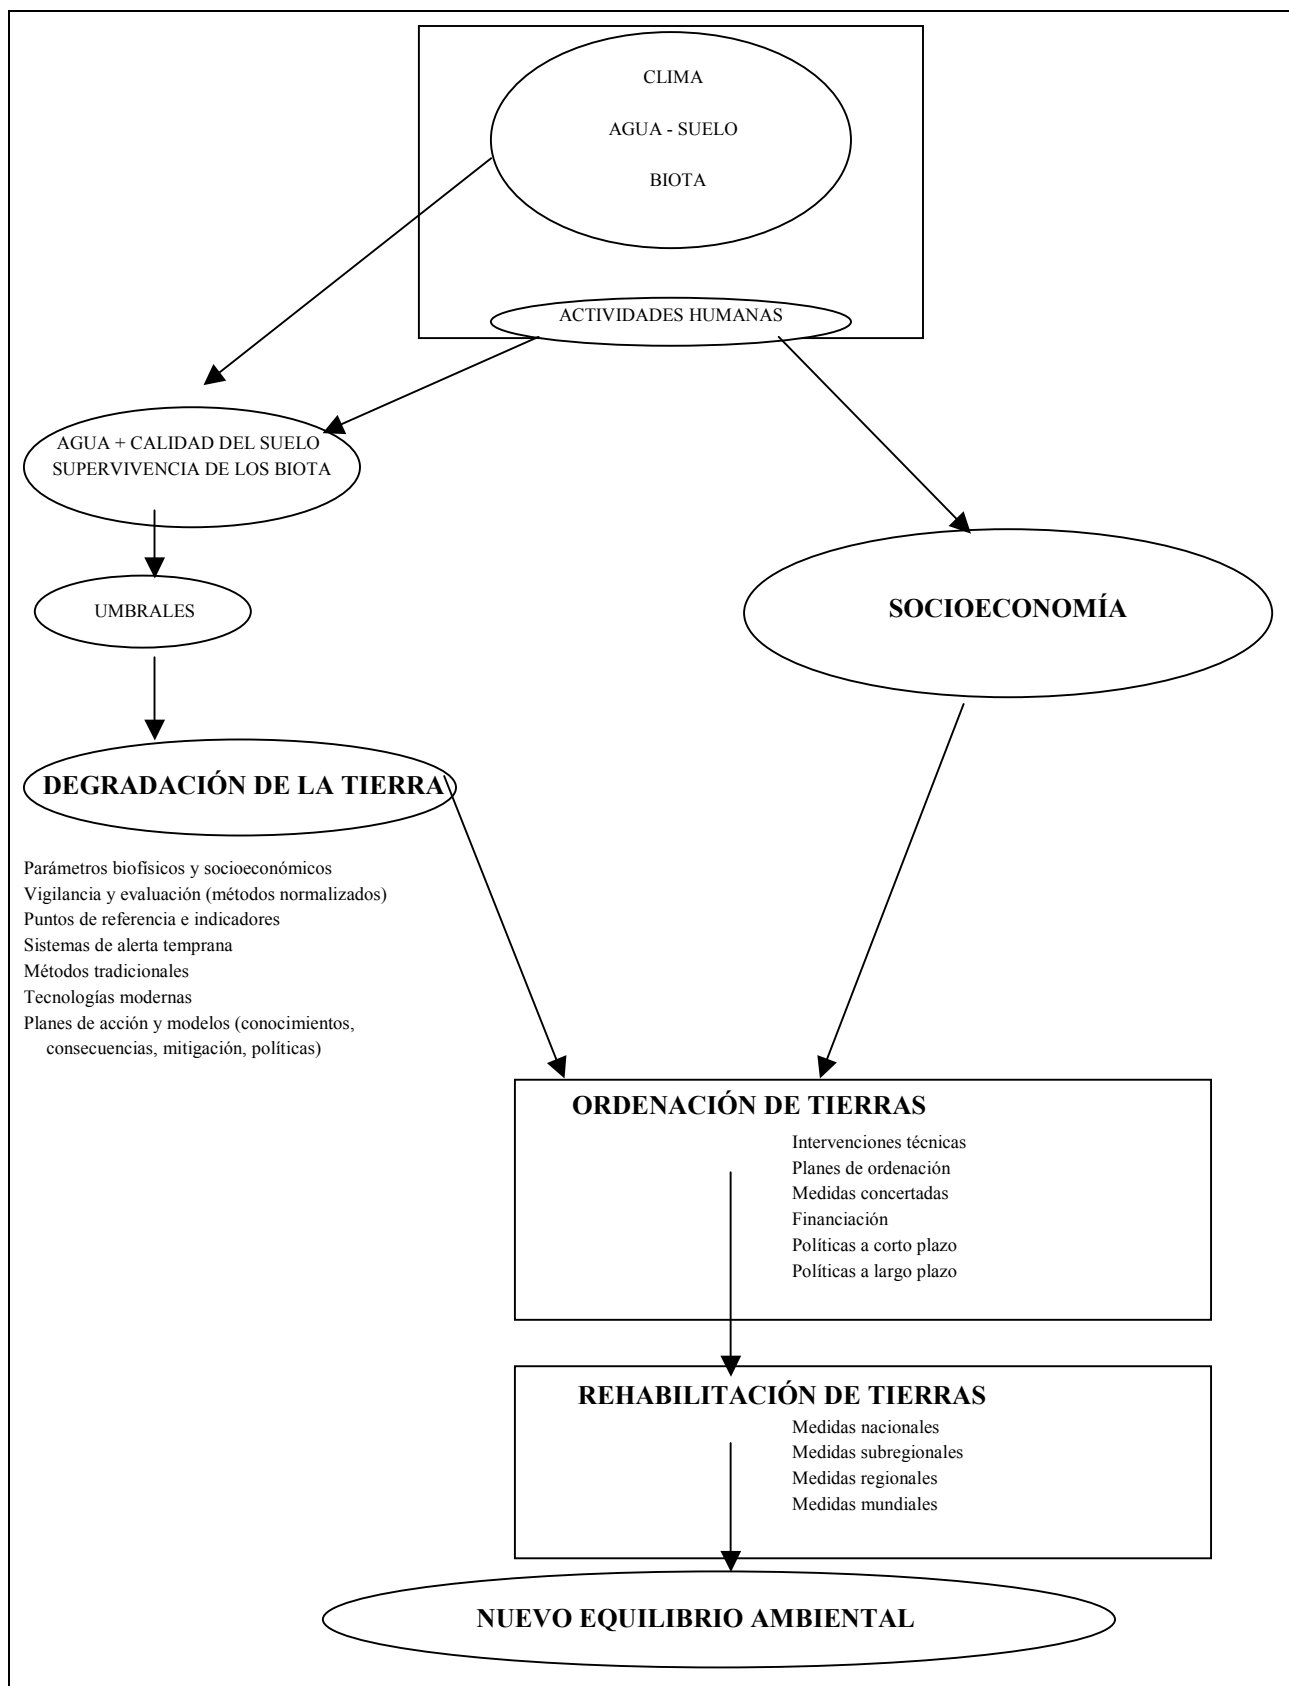 CLIMA
AGUA - SUELO
BIOTA
ACTIVIDADES HUMANAS
AGUA + CALIDAD DEL SUELO
SUPERVIVENCIA DE LOS BIOTA
UMBRALES
SOCIOECONOMÍA
DEGRADACIÓN DE LA TIERRA
Parámetros biofísicos y socioeconómicos
Vigilancia y evaluación (métodos normalizados)
Puntos de referencia e indicadores
Sistemas de alerta temprana
Métodos tradicionales
Tecnologías modernas
Planes de acción y modelos (conocimientos,
consecuencias, mitigación, políticas)
ORDENACIÓN DE TIERRAS
Intervenciones técnicas
Planes de ordenación
Medidas concertadas
Financiación
Políticas a corto plazo
Políticas a largo plazo
REHABILITACIÓN DE TIERRAS
Medidas nacionales
Medidas subregionales
Medidas regionales
Medidas mundiales
NUEVO EQUILIBRIO AMBIENTAL